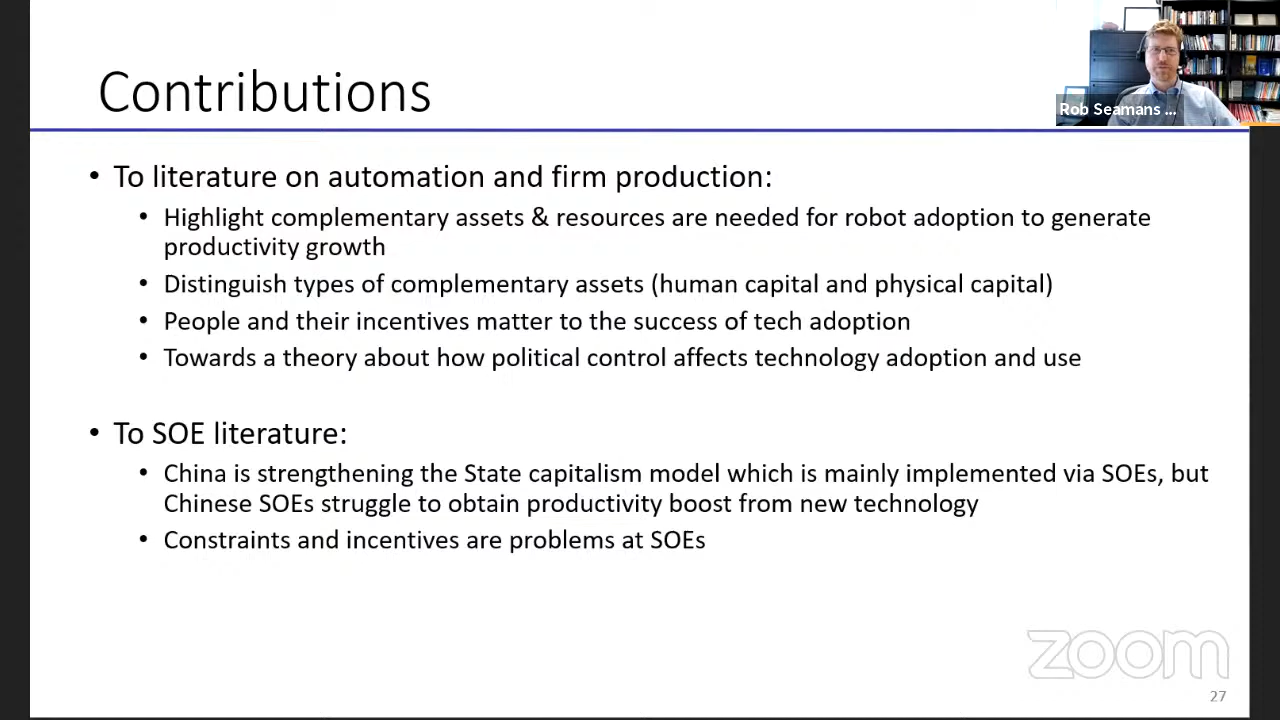 Contributions
Rob Seamans ...
• To literature on automation and firm production:
• Highlight complementary assets & resources are needed for robot adoption to generate
productivity growth
• Distinguish types of complementary assets (human capital and physical capital)
• People and their incentives matter to the success of tech adoption
• Towards a theory about how political control affects technology adoption and use
• To SOE literature:
• China is strengthening the State capitalism model which is mainly implemented via SOEs, but
Chinese SOEs struggle to obtain productivity boost from new technology
• Constraints and incentives are problems at SOEs
zoom
27